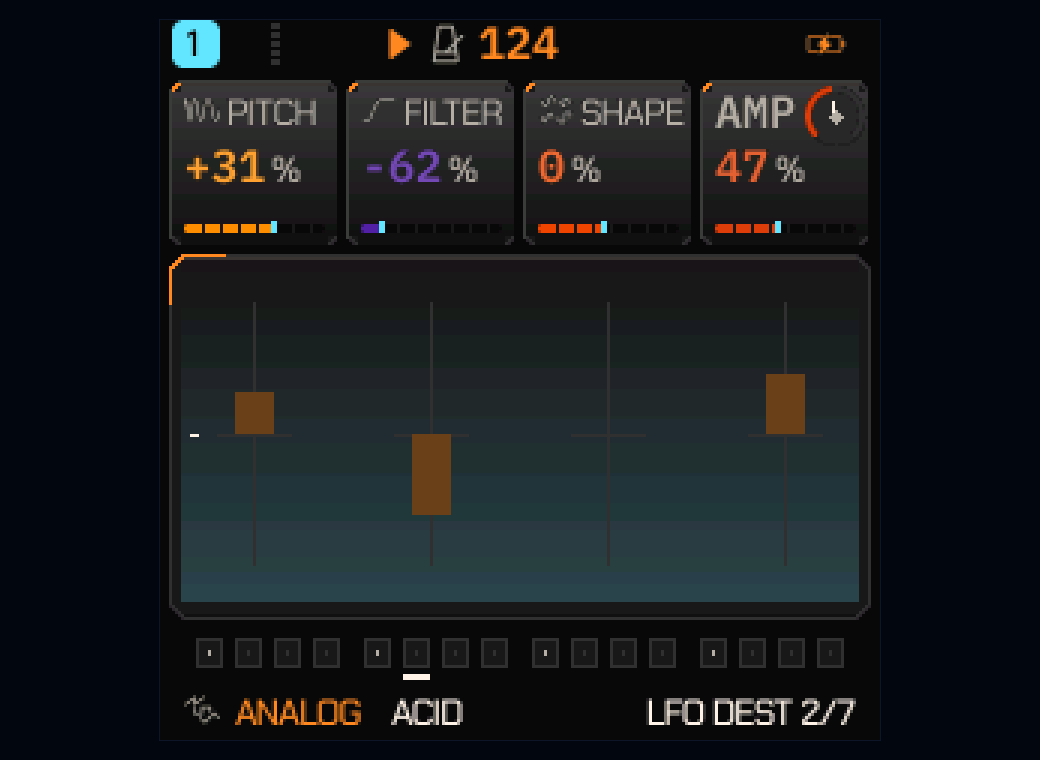 1 124
PITCH FILTER SHAPE AMP
+31% -62% 0% 47%
ANALOG ACID LFO DEST 2/7